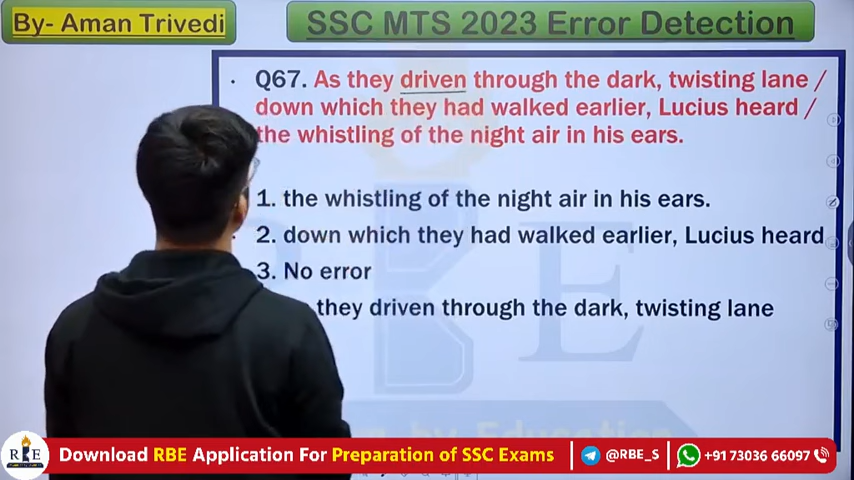 By- Aman Trivedi
SSC MTS 2023 Error Detection
Q67. As they driven through the dark, twisting lane /
down which they had walked earlier, Lucius heard /
the whistling of the night air in his ears.
1. the whistling of the night air in his ears.
2. down which they had walked earlier, Lucius heard
3. No error
they driven through the dark, twisting lane
Download RBE Application For Preparation of SSC Exams
@RBE_S
+91 73036 66097